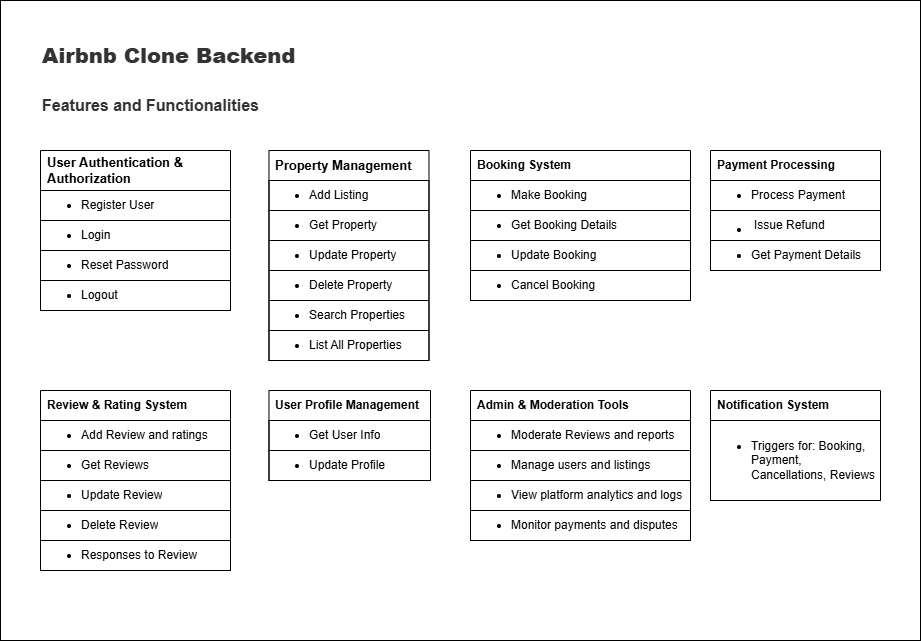 Airbnb Clone Backend
Features and Functionalities
User Authentication &
Authorization
Register User
Login
Reset Password
Logout
Property Management
Add Listing
Get Property
Update Property
Delete Property
Search Properties
List All Properties
Booking System
Make Booking
Get Booking Details
Update Booking
Cancel Booking
Payment Processing
Process Payment
Issue Refund
Get Payment Details
Review & Rating System
Add Review and ratings
Get Reviews
Update Review
Delete Review
Responses to Review
User Profile Management
Get User Info
Update Profile
Admin & Moderation Tools
Moderate Reviews and reports
Manage users and listings
View platform analytics and logs
Monitor payments and disputes
Notification System
Triggers for: Booking,
Payment,
Cancellations, Reviews